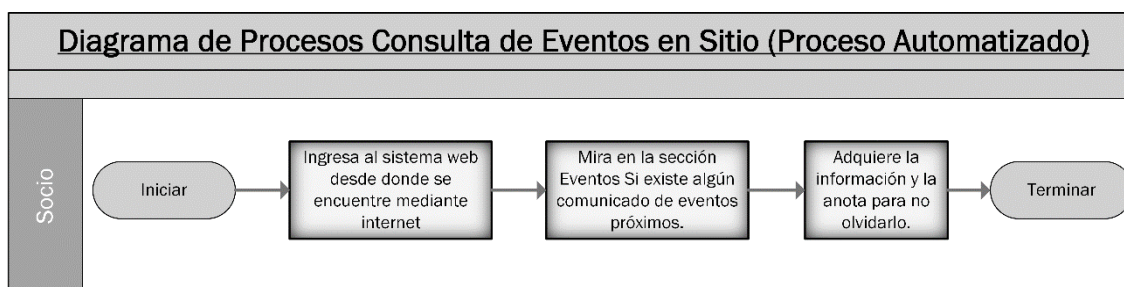 Diagrama de Procesos Consulta de Eventos en Sitio (Proceso Automatizado)
Socio
Iniciar
Ingresa al sistema web
desde donde se
encuentre mediante
internet
Mira en la sección
Eventos Si existe algún
comunicado de eventos
próximos.
Adquiere la
información y la
anota para no
olvidarlo.
Terminar